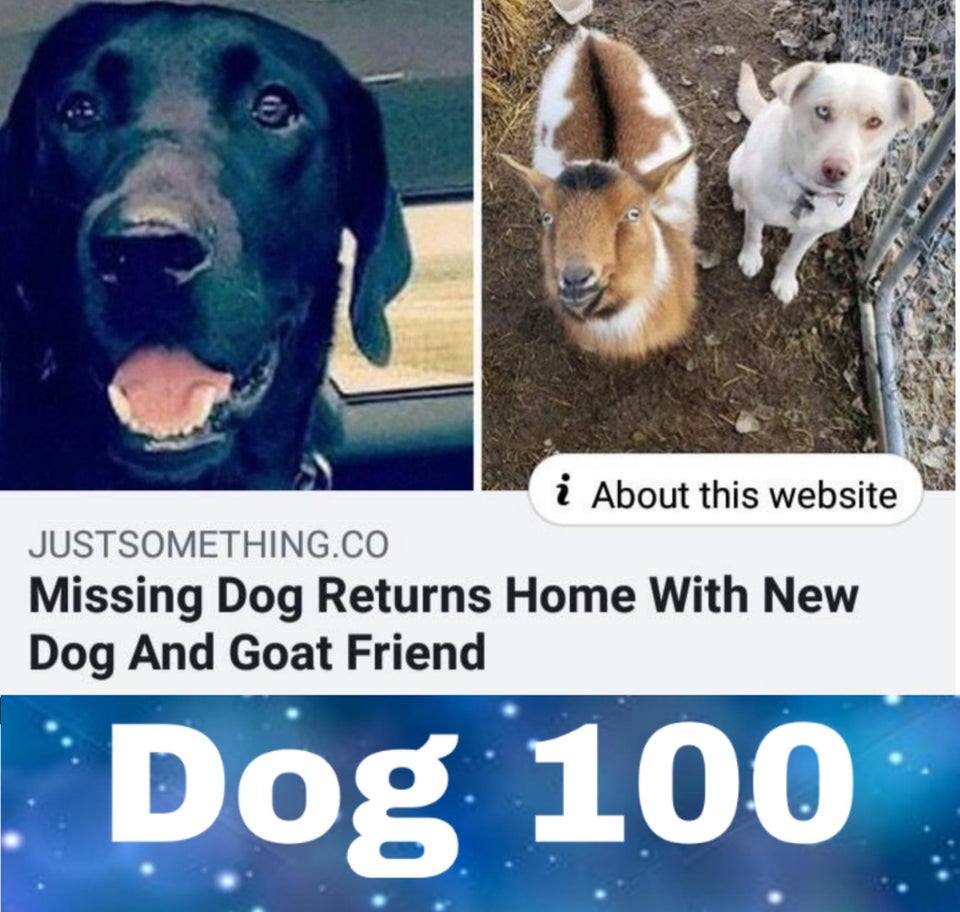 i About this website
JUSTSOMETHING.CO
Missing Dog Returns Home With New
Dog And Goat Friend
Dog 100